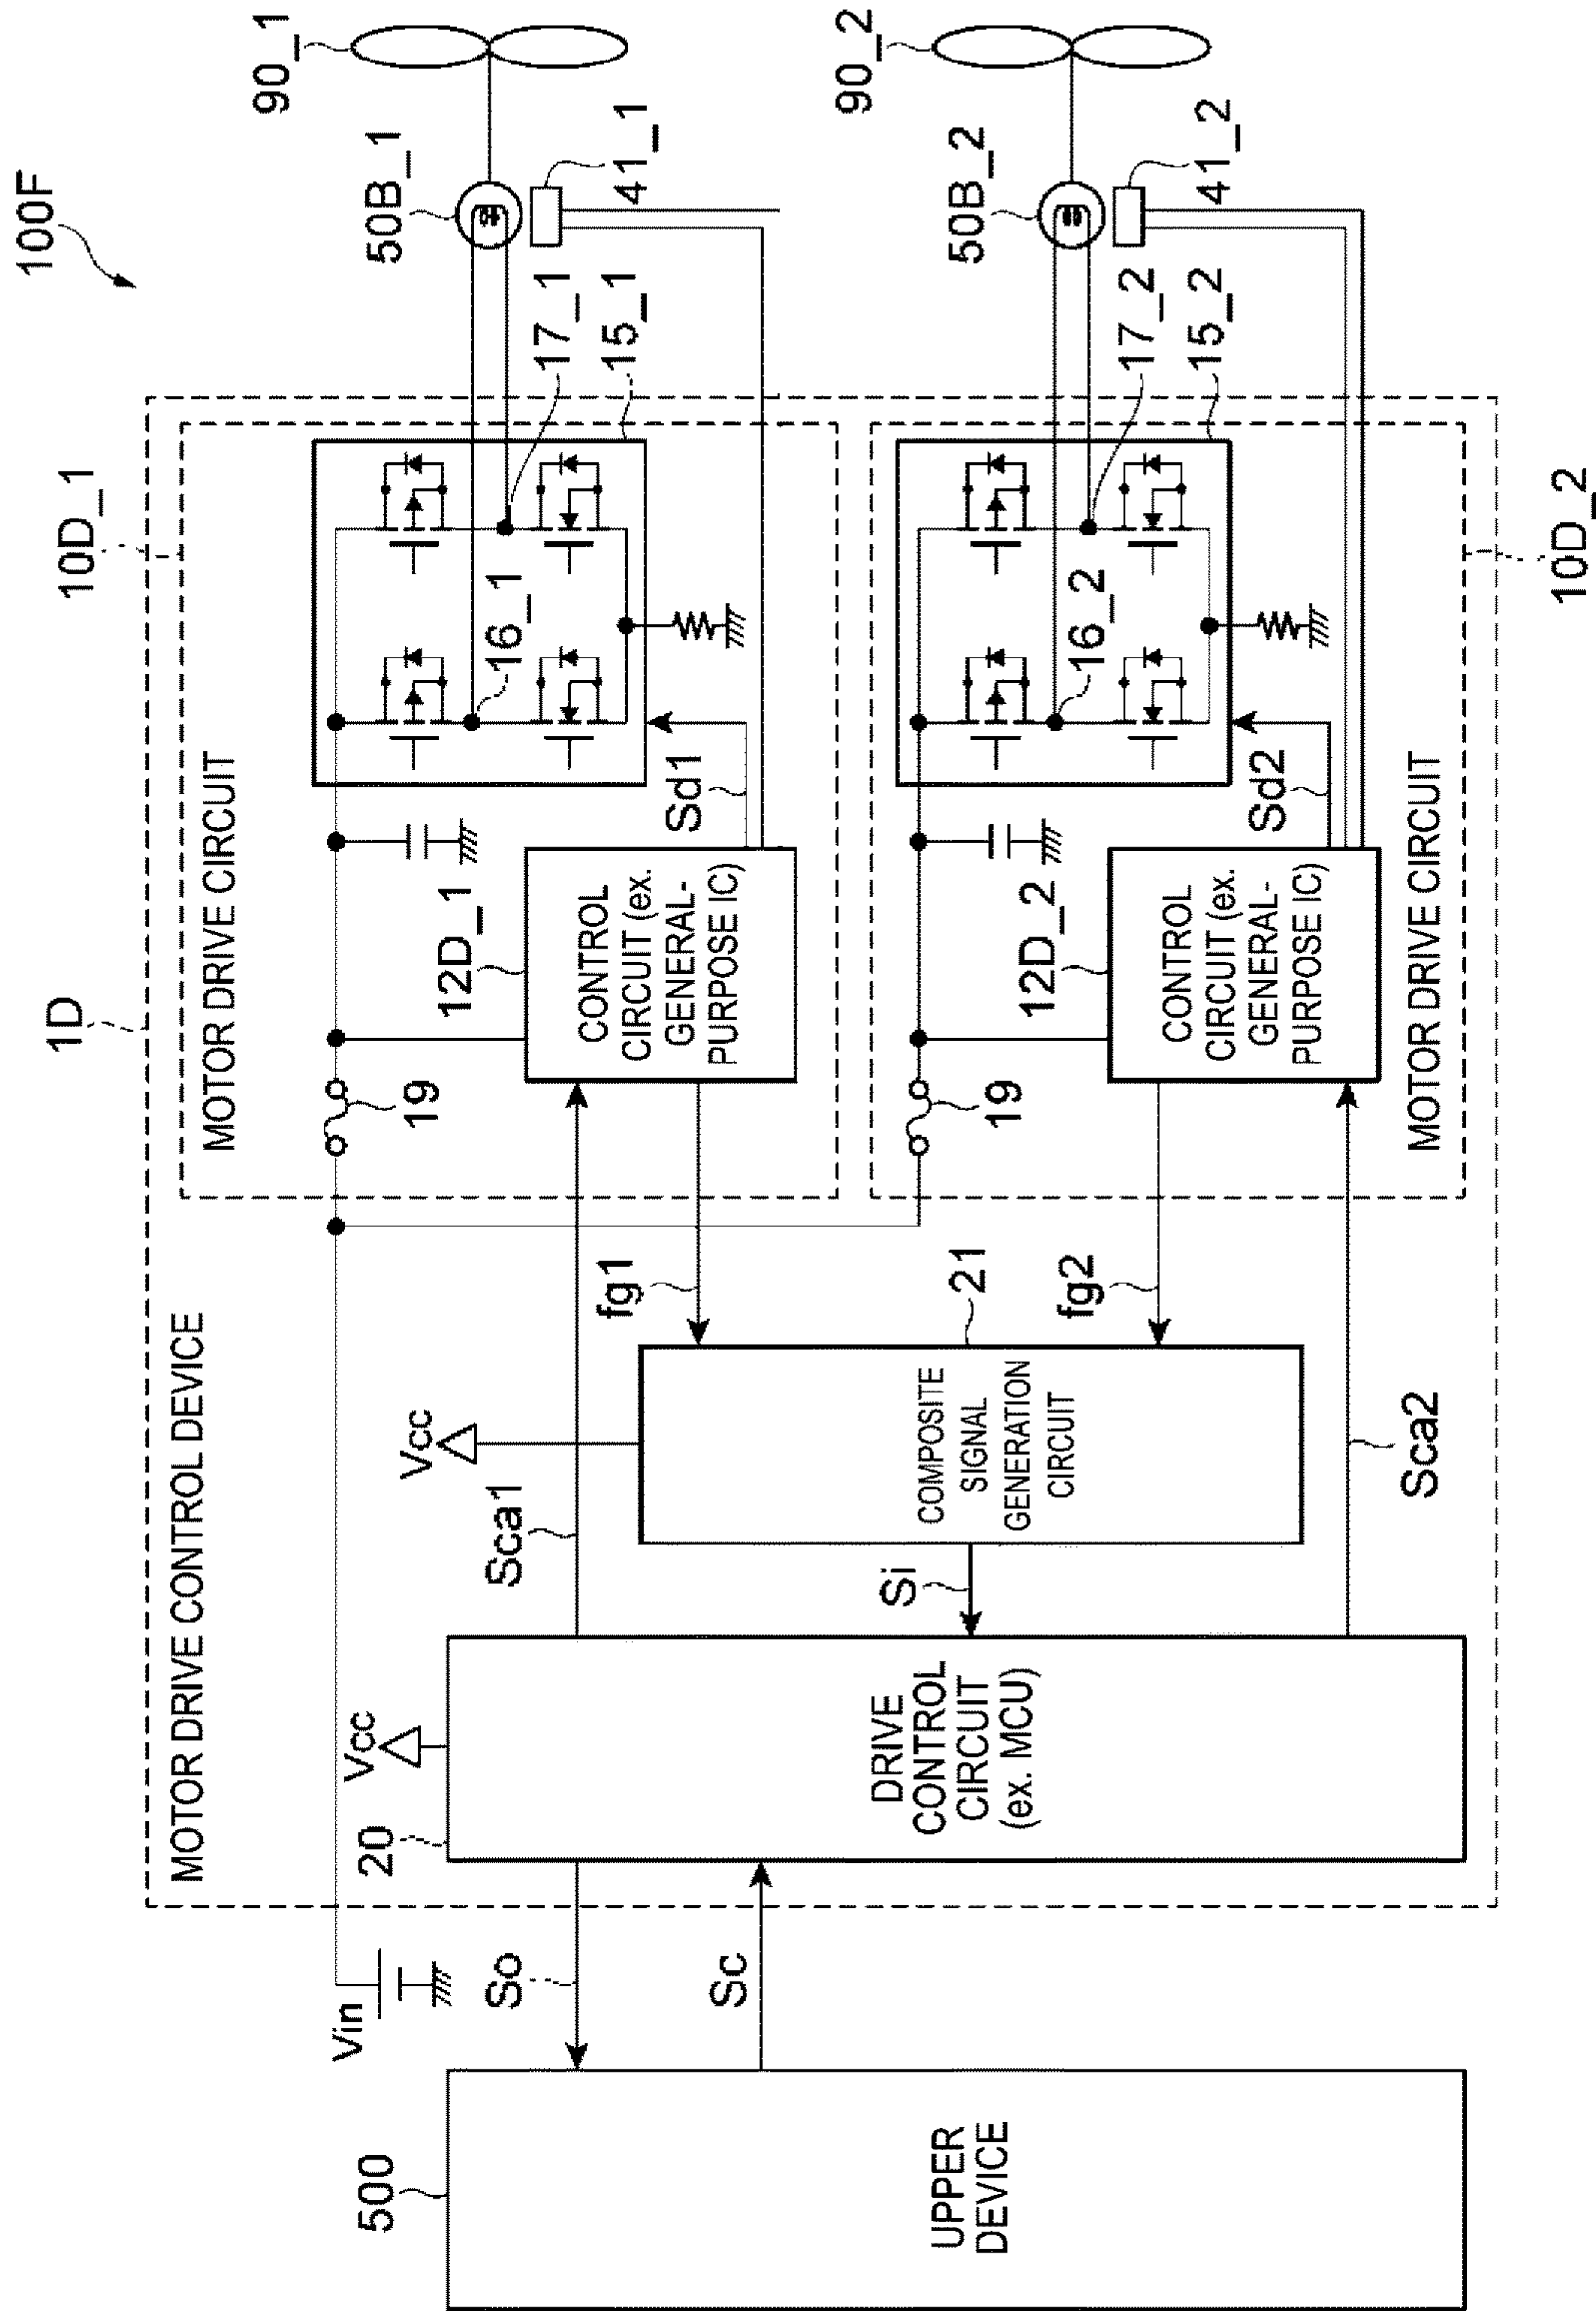 100F
1D
10D_1
MOTOR DRIVE CONTROL DEVICE
MOTOR DRIVE CIRCUIT
90_1
50B_1
41_1
17_1
15_1
16_1
Vin
19
12D_1
Sd1
CONTROL
CIRCUIT (ex.
GENERAL-
PURPOSE IC)
500
UPPER
DEVICE
So
Sc
20
Vcc
DRIVE
CONTROL
CIRCUIT
(ex. MCU)
Sca1
Vcc
fg1
Si
21
COMPOSITE
SIGNAL
GENERATION
CIRCUIT
fg2
Sca2
90_2
50B_2
41_2
17_2
15_2
16_2
19
12D_2
Sd2
CONTROL
CIRCUIT (ex.
GENERAL-
PURPOSE IC)
MOTOR DRIVE CIRCUIT
10D_2